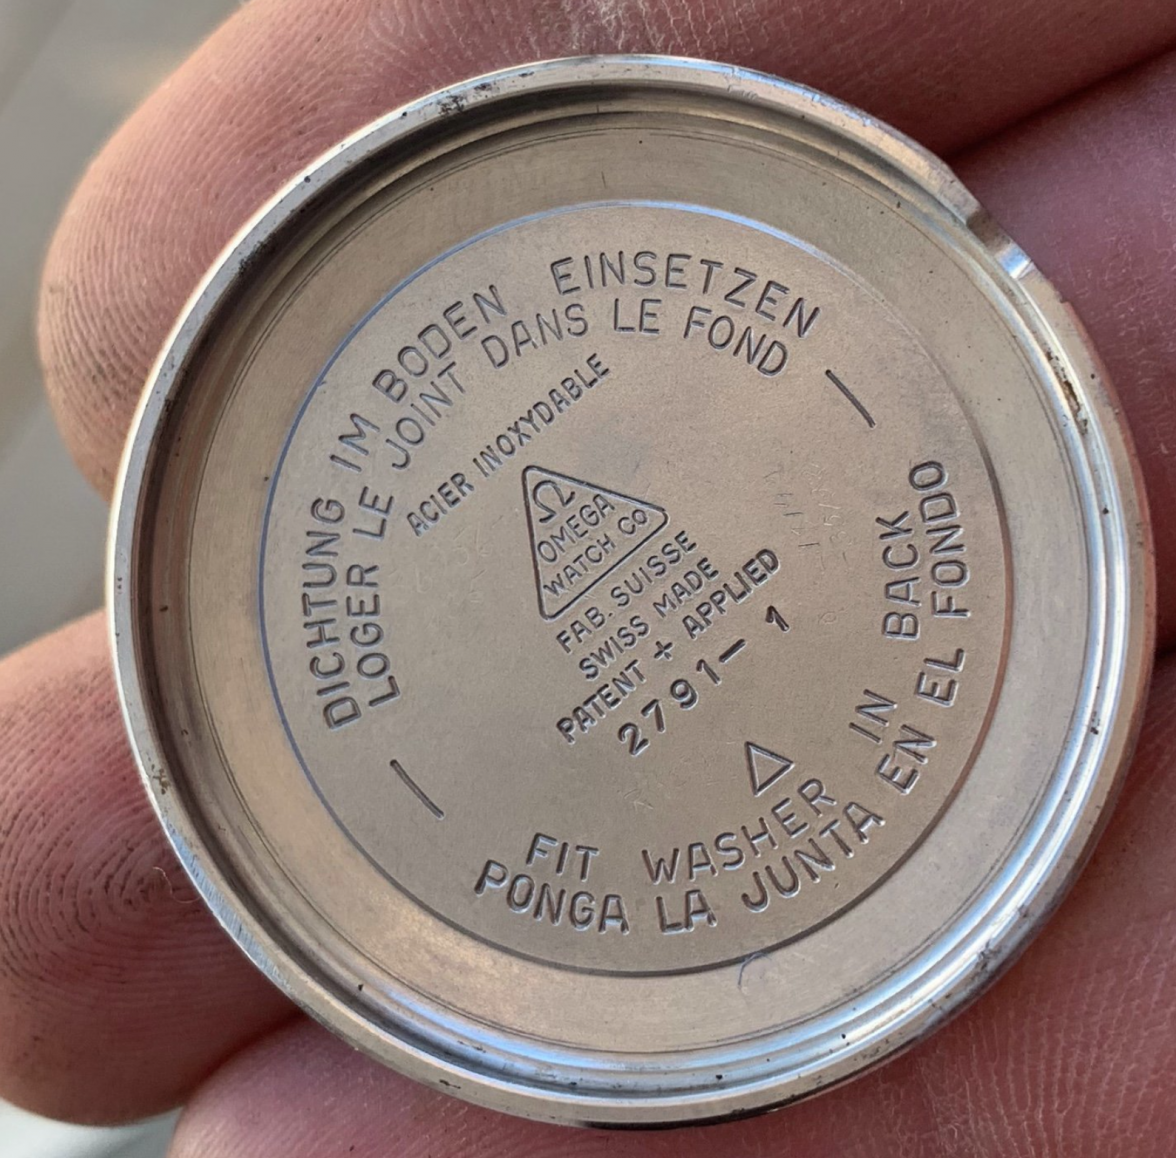 DICHTUNG IM BODEN EINSETZEN
LOGER LE JOINT DANS LE FOND
ACIER INOXYDABLE
Ω
OMEGA
WATCH Co
FAB. SUISSE
SWISS MADE
PATENT + APPLIED
2791-1
FIT WASHER IN BACK
PONGA LA JUNTA EN EL FONDO